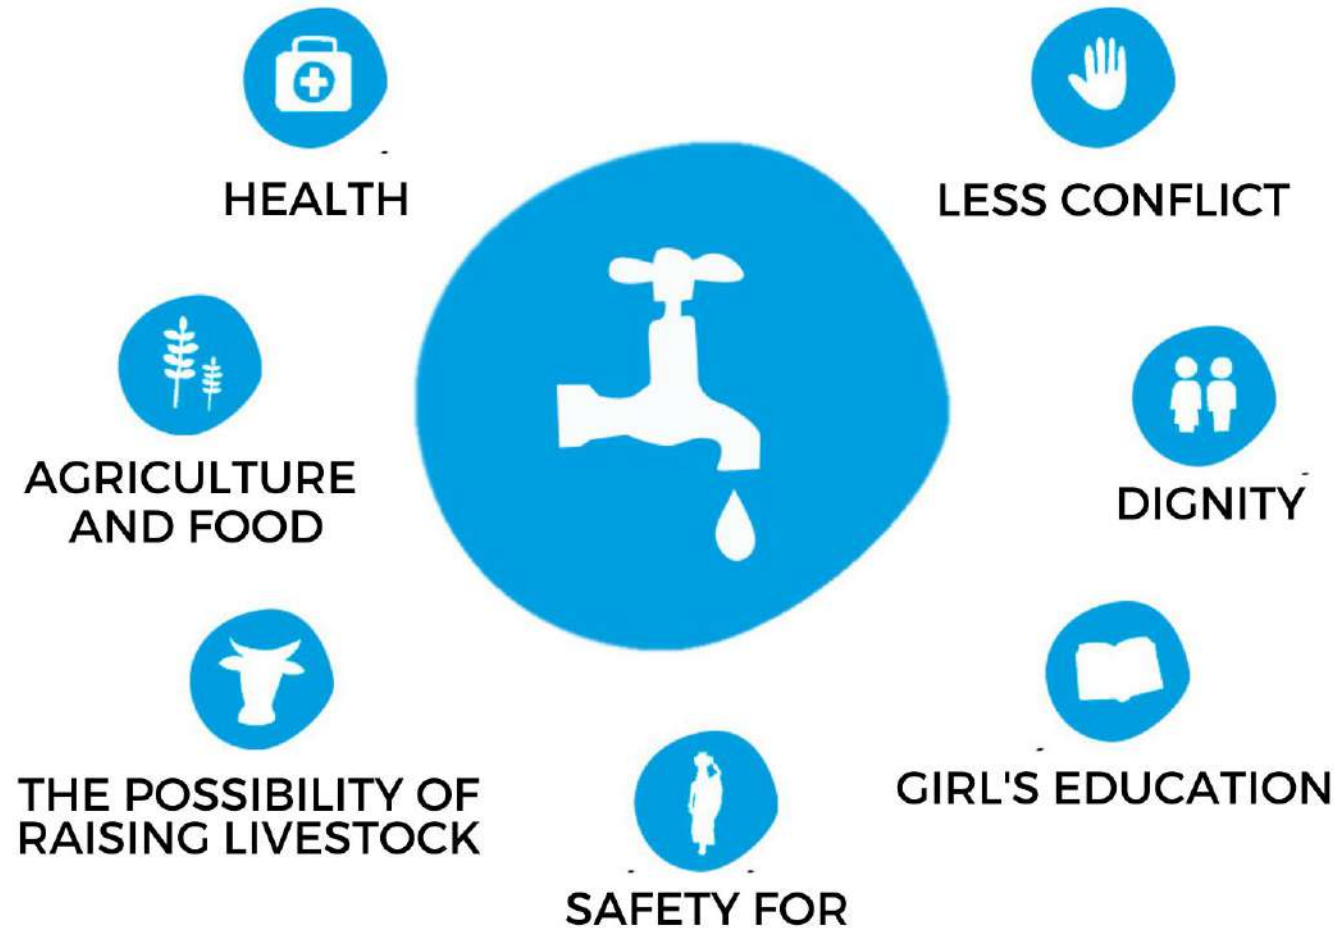 HEALTH
LESS CONFLICT
AGRICULTURE
AND FOOD
DIGNITY
THE POSSIBILITY OF
RAISING LIVESTOCK
GIRL'S EDUCATION
SAFETY FOR